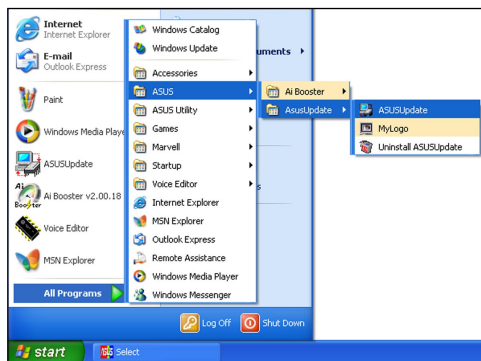 Internet
Internet Explorer
E-mail
Outlook Express
Paint
Windows Media Playe
ASUSUpdate
Ai Booster v2.00.18
Voice Editor
MSN Explorer
All Programs
Windows Catalog
Windows Update
Accessories
ASUS
ASUS Utility
Games
Marvell
Startup
Voice Editor
Internet Explorer
MSN Explorer
Outlook Express
Remote Assistance
Windows Media Player
Windows Messenger
uments
s
Ai Booster
AsusUpdate
ASUSUpdate
MyLogo
Uninstall ASUSUpdate
Log Off
Shut Down
start
Select